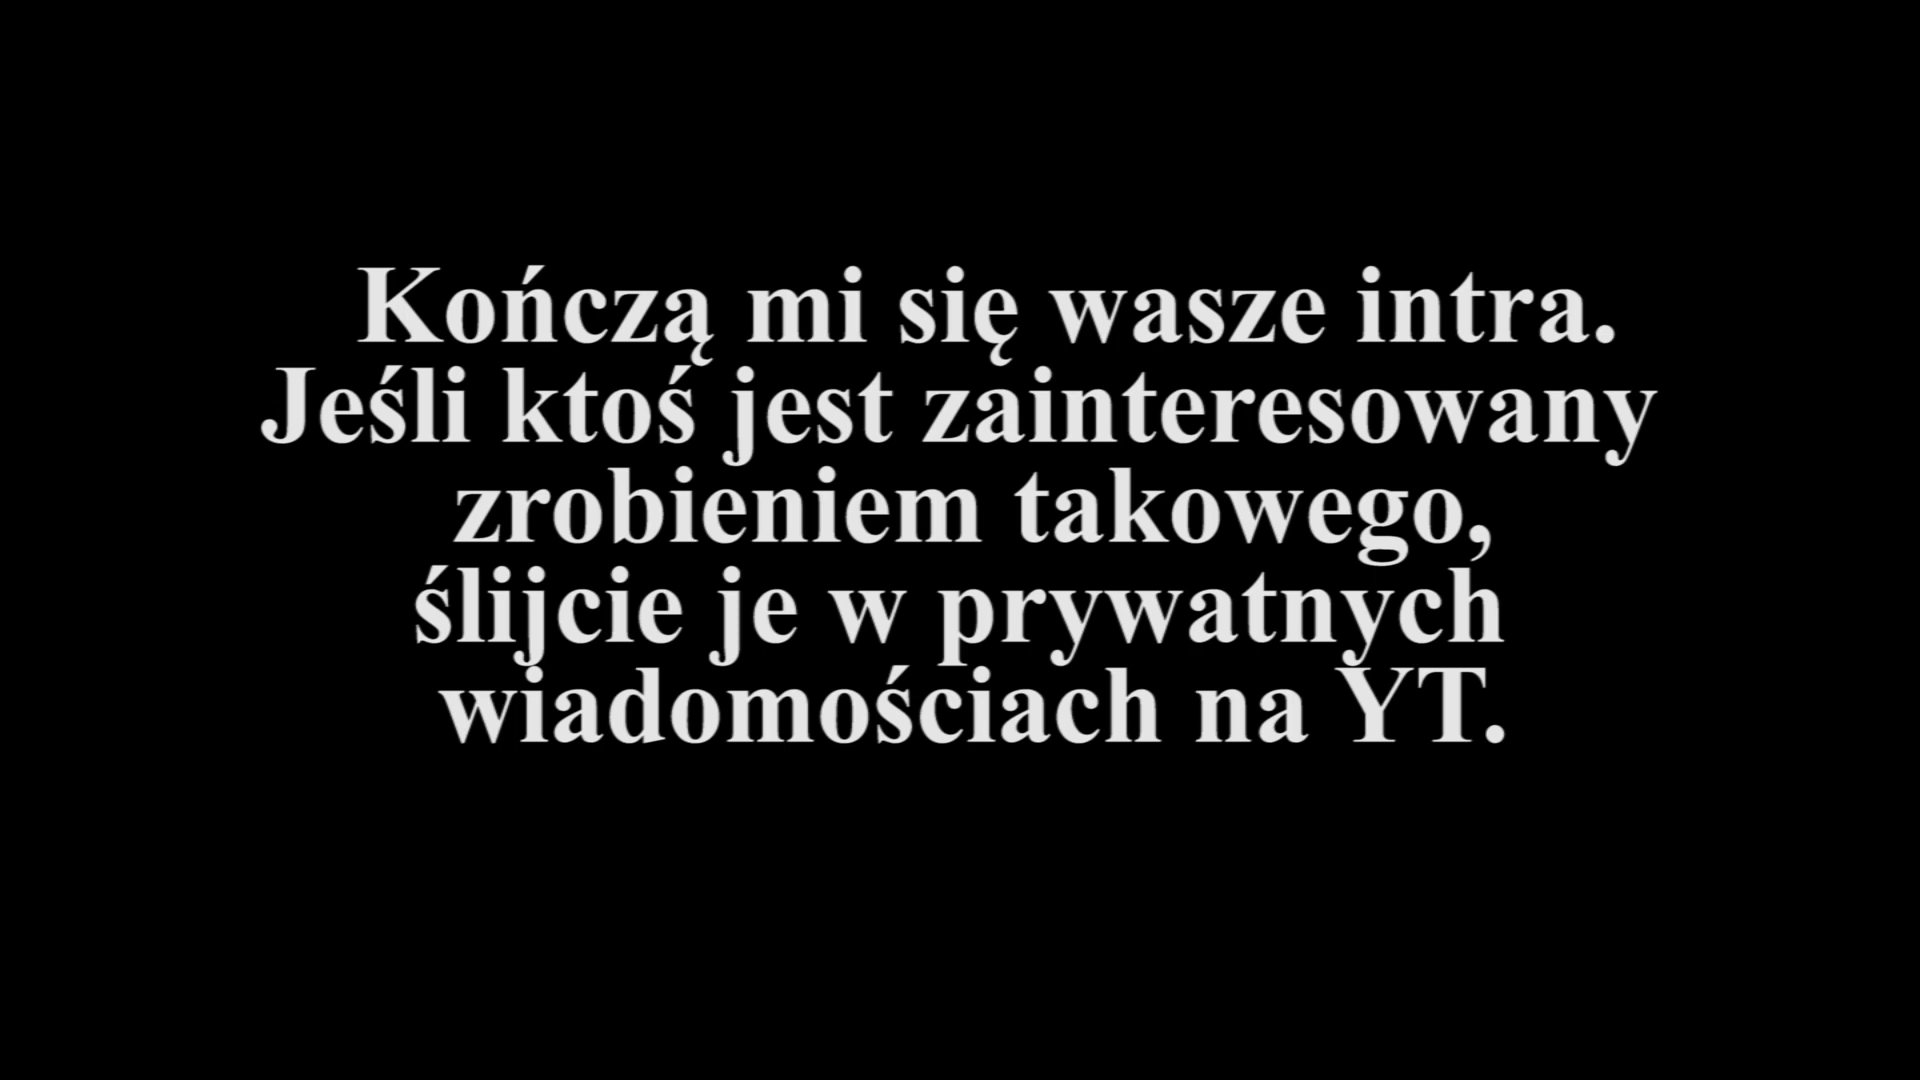 Kończą mi się wasze intra.
Jeśli ktoś jest zainteresowany
zrobieniem takowego,
ślijcie je w prywatnych
wiadomościach na YT.